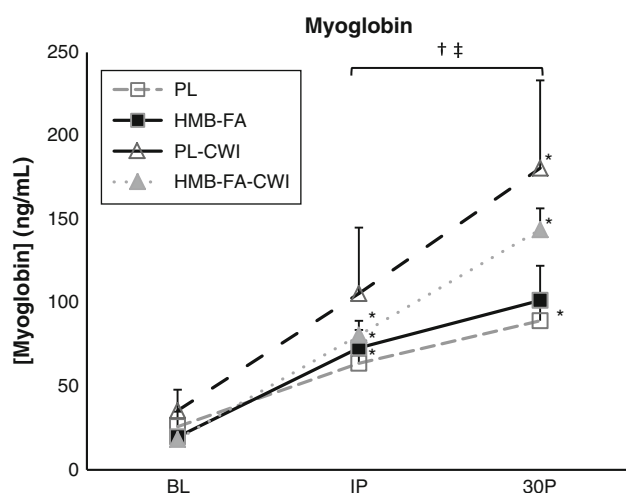 Myoglobin
† ‡
250
200
150
100
50
0
[Myoglobin] (ng/mL)
PL
HMB-FA
PL-CWI
HMB-FA-CWI
*
*
*
*
*
*
BL IP 30P